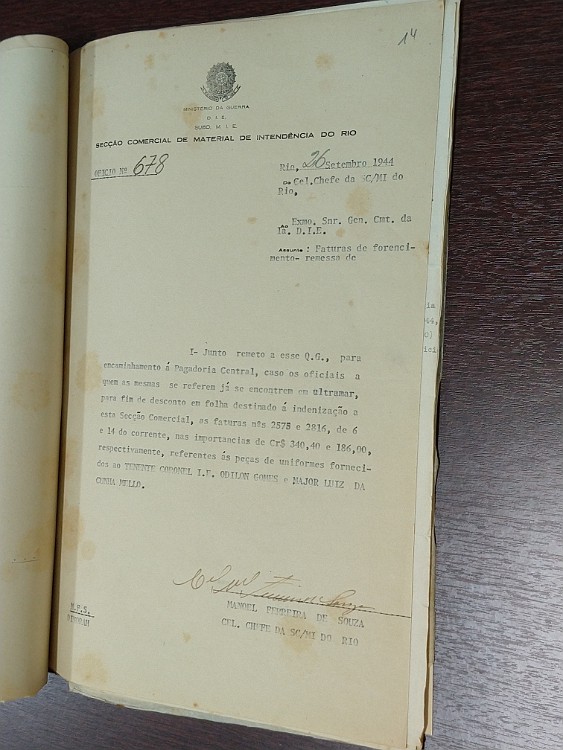 14
MINISTÉRIO DA GUERRA
D. I. E.
SUBD. M. I. E.
SECÇÃO COMERCIAL DE MATERIAL DE INTENDÊNCIA DO RIO
OFICIO Nº 678
Rio, 26 Setembro 1944
Do Cel.Chefe da SC/MI do
Rio,
Ao Exmo. Snr. Gen. Cmt. da
1a. D.I.E.
Assunto : Faturas de forenci-
mento- remessa de
I- Junto remeto a esse Q.G., para
encaminhamento á Pagadoria Central, caso os oficiais a
quem as mesmas se referem já se encontrem em ultramar,
para fim de desconto em folha destinado á indenização a
esta Secção Comercial, as faturas nºs 2575 e 2816, de 6
e 14 do corrente, nas importancias de Cr$ 340,40 e 186,00,
respectivamente, referentes ás peças de uniformes forneci-
dos ao TENENTE CORONEL I.E. ODILON GOMES e MAJOR LUIZ DA
CUNHA MELLO.
MANOEL FERREIRA DE SOUZA
CEL. CHEFE DA SC/MI DO RIO
M.F.S.